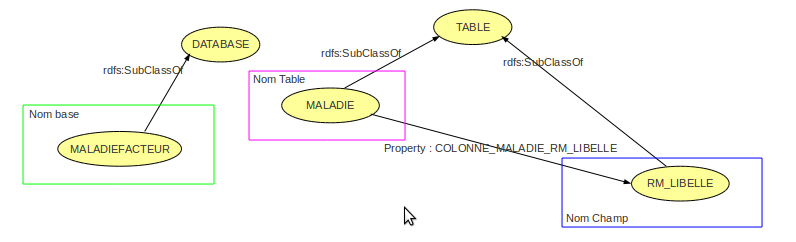 TABLE
DATABASE
rdfs:SubClassOf
rdfs:SubClassOf
rdfs:SubClassOf
Nom Table
MALADIE
Nom base
MALADIEFACTEUR
Property : COLONNE_MALADIE_RM_LIBELLE
RM_LIBELLE
Nom Champ